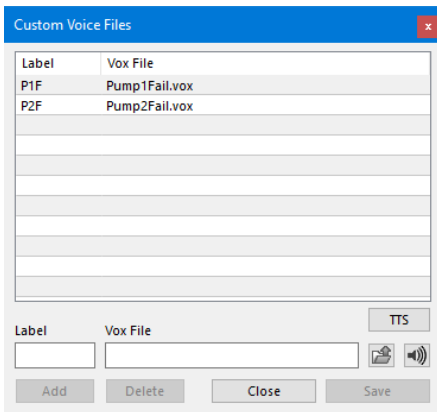 Custom Voice Files
x
Label Vox File
P1F Pump1Fail.vox
P2F Pump2Fail.vox
TTS
Label Vox File
Add Delete Close Save